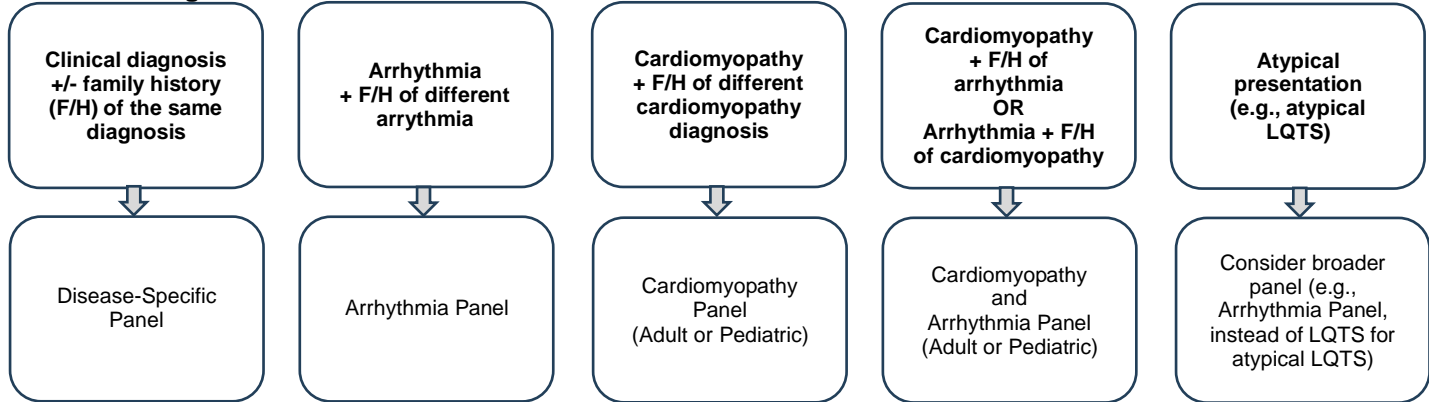 Clinical diagnosis
+/- family history
(F/H) of the same
diagnosis
Arrhythmia
+ F/H of different
arrythmia
Cardiomyopathy
+ F/H of different
cardiomyopathy
diagnosis
Cardiomyopathy
+ F/H of
arrhythmia
OR
Arrhythmia + F/H
of cardiomyopathy
Atypical
presentation
(e.g., atypical
LQTS)
Disease-Specific
Panel
Arrhythmia Panel
Cardiomyopathy
Panel
(Adult or Pediatric)
Cardiomyopathy
and
Arrhythmia Panel
(Adult or Pediatric)
Consider broader
panel (e.g.,
Arrhythmia Panel,
instead of LQTS for
atypical LQTS)